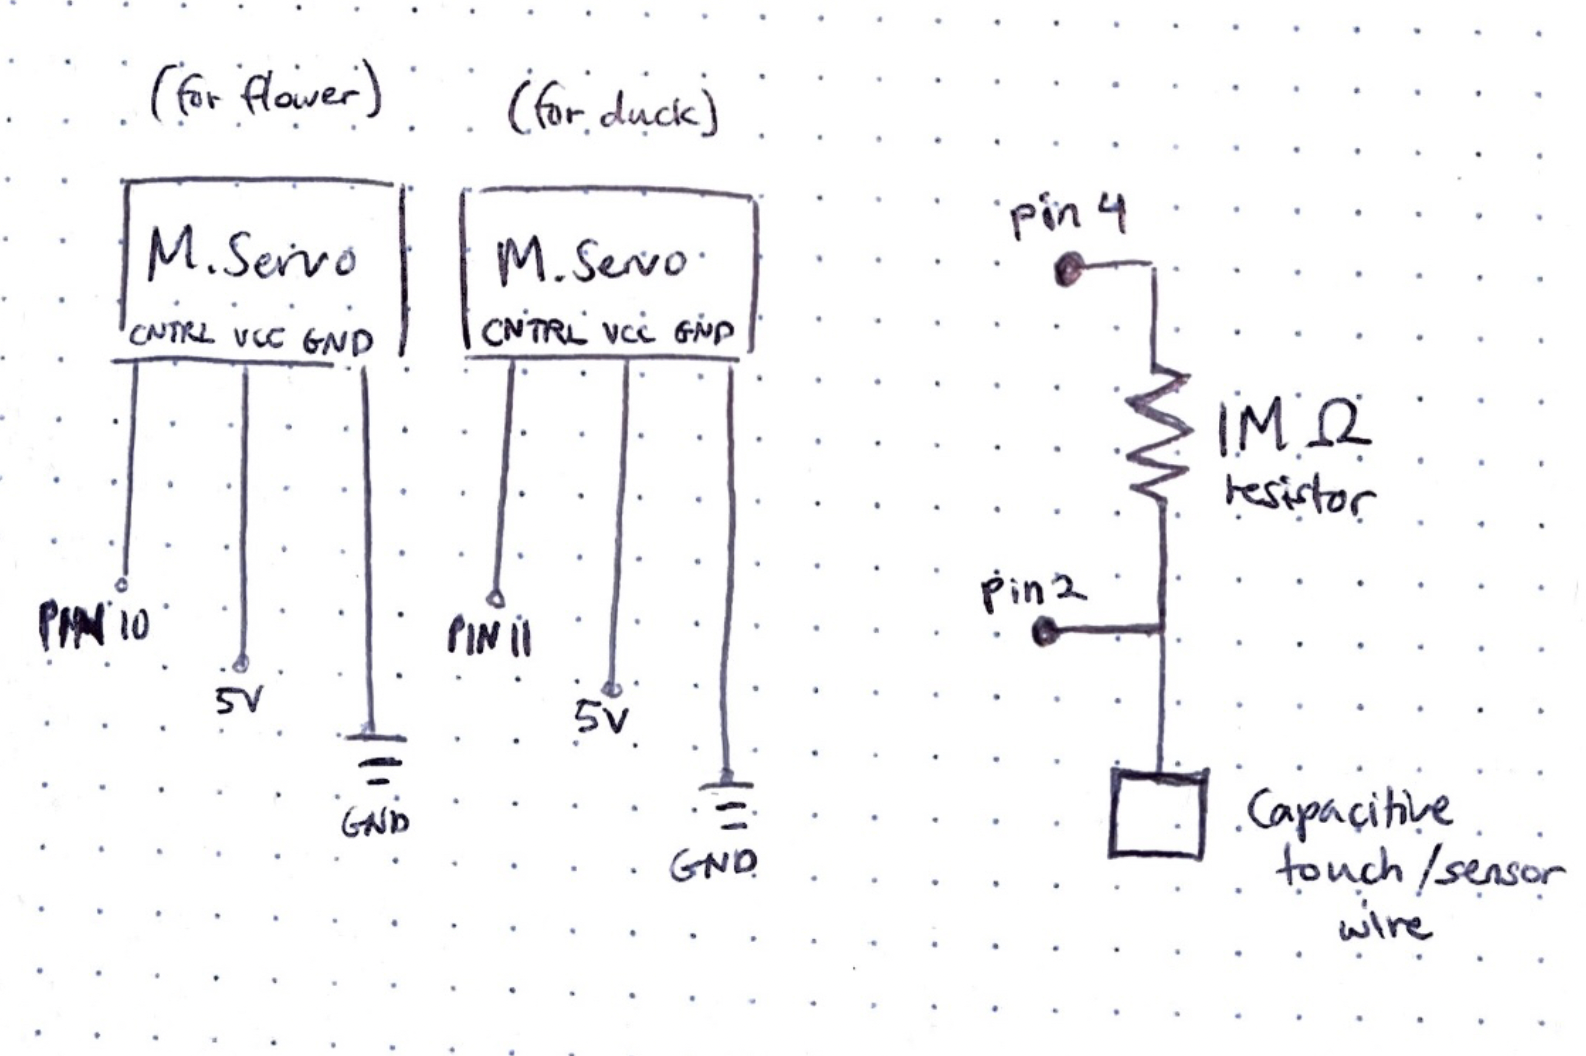 (for flower)
(for duck)
M. Servo
CNTRL VCC GND
PIN 10
5V
GND
M. Servo
CNTRL VCC GND
PIN 11
5V
GND
pin 4
1M Ω
resistor
pin 2
Capacitive
touch/sensor
wire